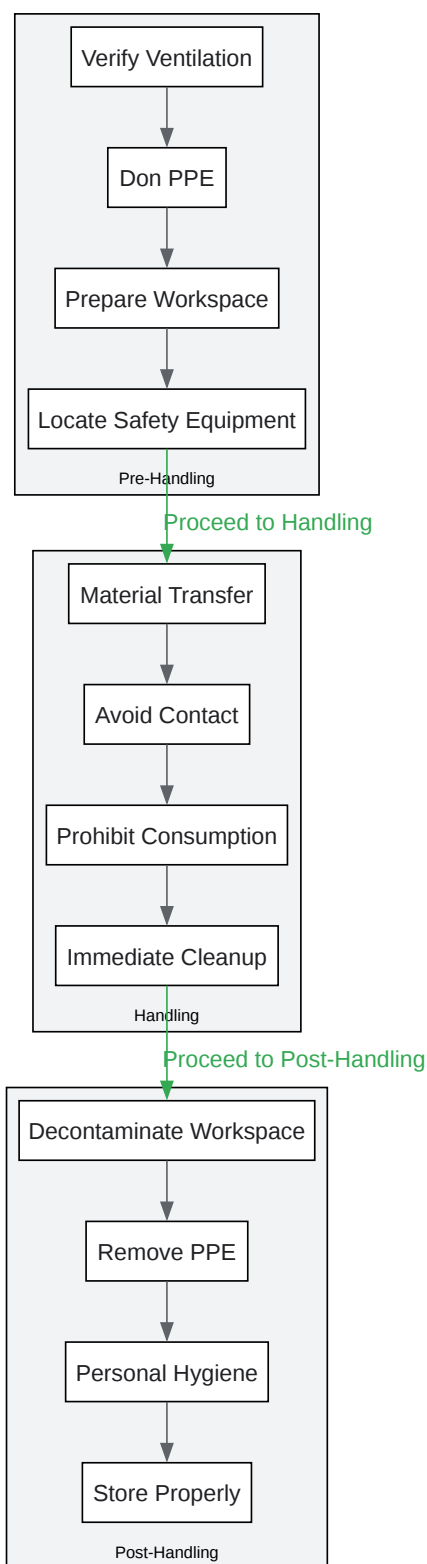 Verify Ventilation
Don PPE
Prepare Workspace
Locate Safety Equipment
Pre-Handling
Proceed to Handling
Material Transfer
Avoid Contact
Prohibit Consumption
Immediate Cleanup
Handling
Proceed to Post-Handling
Decontaminate Workspace
Remove PPE
Personal Hygiene
Store Properly
Post-Handling